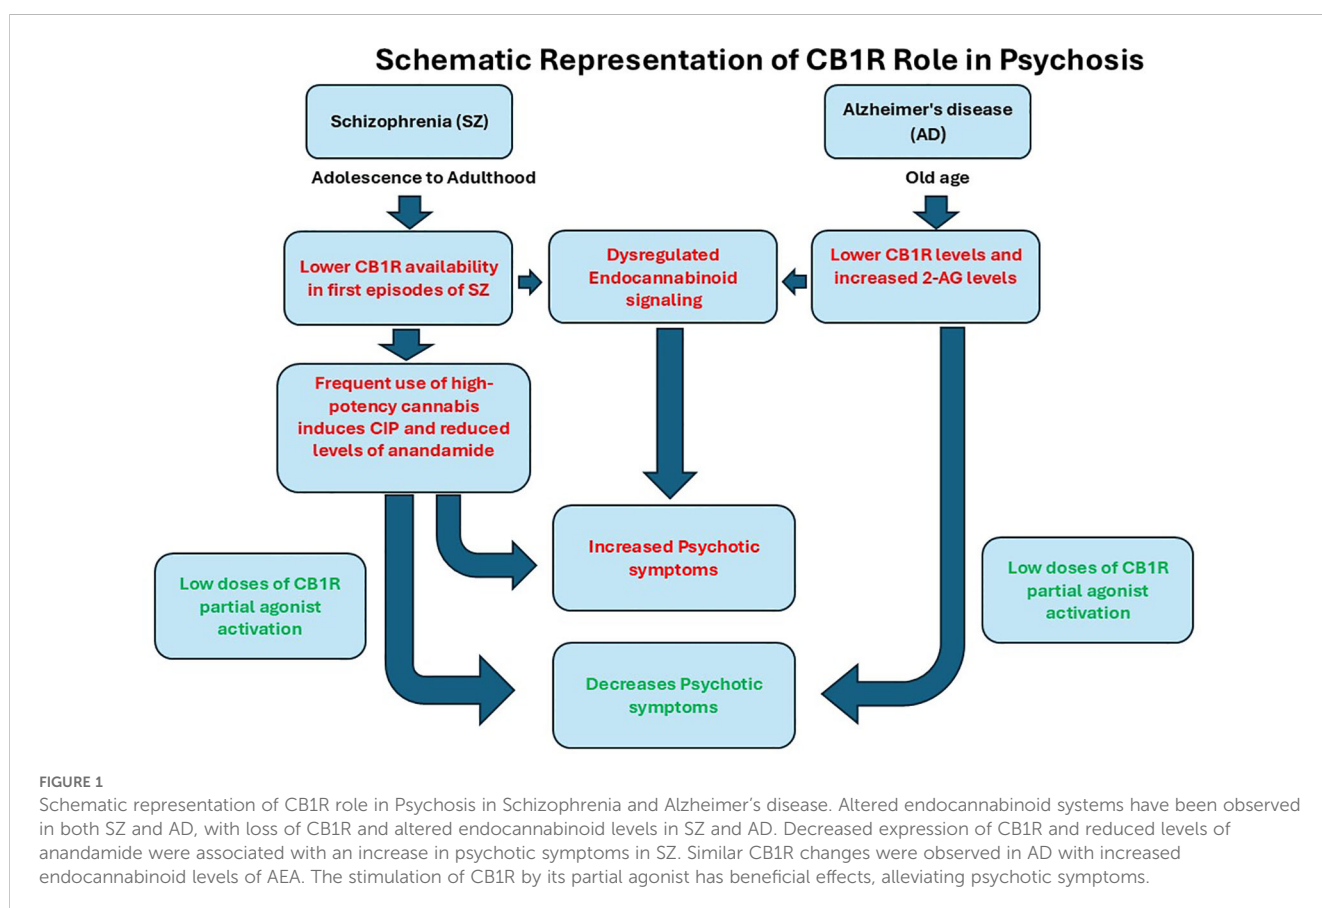 Schematic Representation of CB1R Role in Psychosis
Schizophrenia (SZ)
Alzheimer's disease
(AD)
Adolescence to Adulthood
Old age
Lower CB1R availability
in first episodes of SZ
Dysregulated
Endocannabinoid
signaling
Lower CB1R levels and
increased 2-AG levels
Frequent use of high-
potency cannabis
induces CIP and reduced
levels of anandamide
Increased Psychotic
symptoms
Low doses of CB1R
partial agonist
activation
Low doses of CB1R
partial agonist
activation
Decreases Psychotic
symptoms
FIGURE 1
Schematic representation of CB1R role in Psychosis in Schizophrenia and Alzheimer’s disease. Altered endocannabinoid systems have been observed
in both SZ and AD, with loss of CB1R and altered endocannabinoid levels in SZ and AD. Decreased expression of CB1R and reduced levels of
anandamide were associated with an increase in psychotic symptoms in SZ. Similar CB1R changes were observed in AD with increased
endocannabinoid levels of AEA. The stimulation of CB1R by its partial agonist has beneficial effects, alleviating psychotic symptoms.